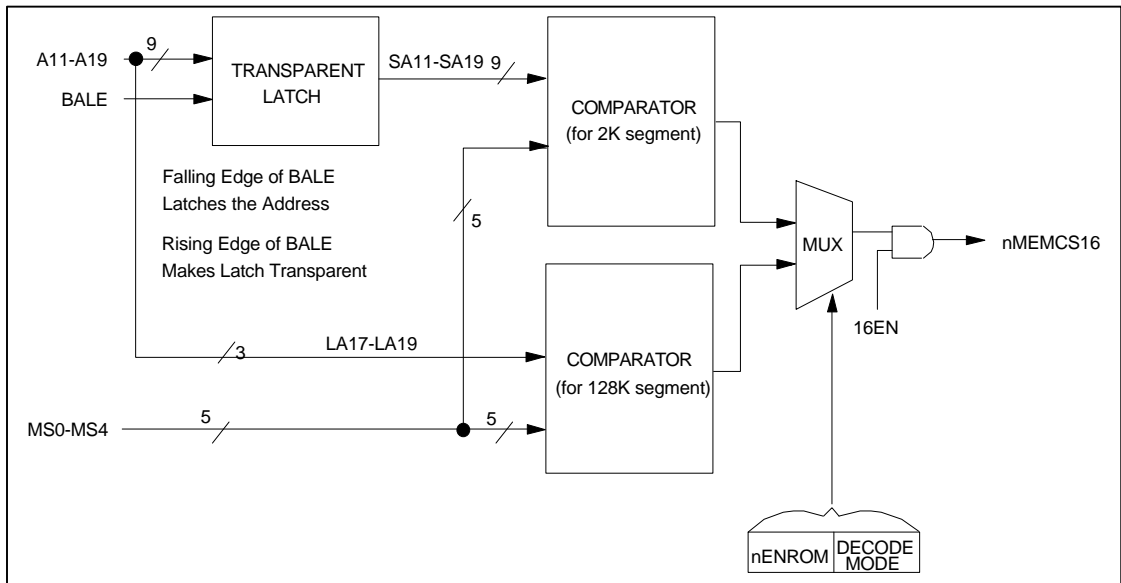 A11-A19
9
BALE
TRANSPARENT
LATCH
SA11-SA19
9
COMPARATOR
(for 2K segment)
Falling Edge of BALE
Latches the Address
Rising Edge of BALE
Makes Latch Transparent
5
MUX
nMEMCS16
16EN
3
LA17-LA19
COMPARATOR
(for 128K segment)
MS0-MS4
5
5
nENROM
DECODE
MODE